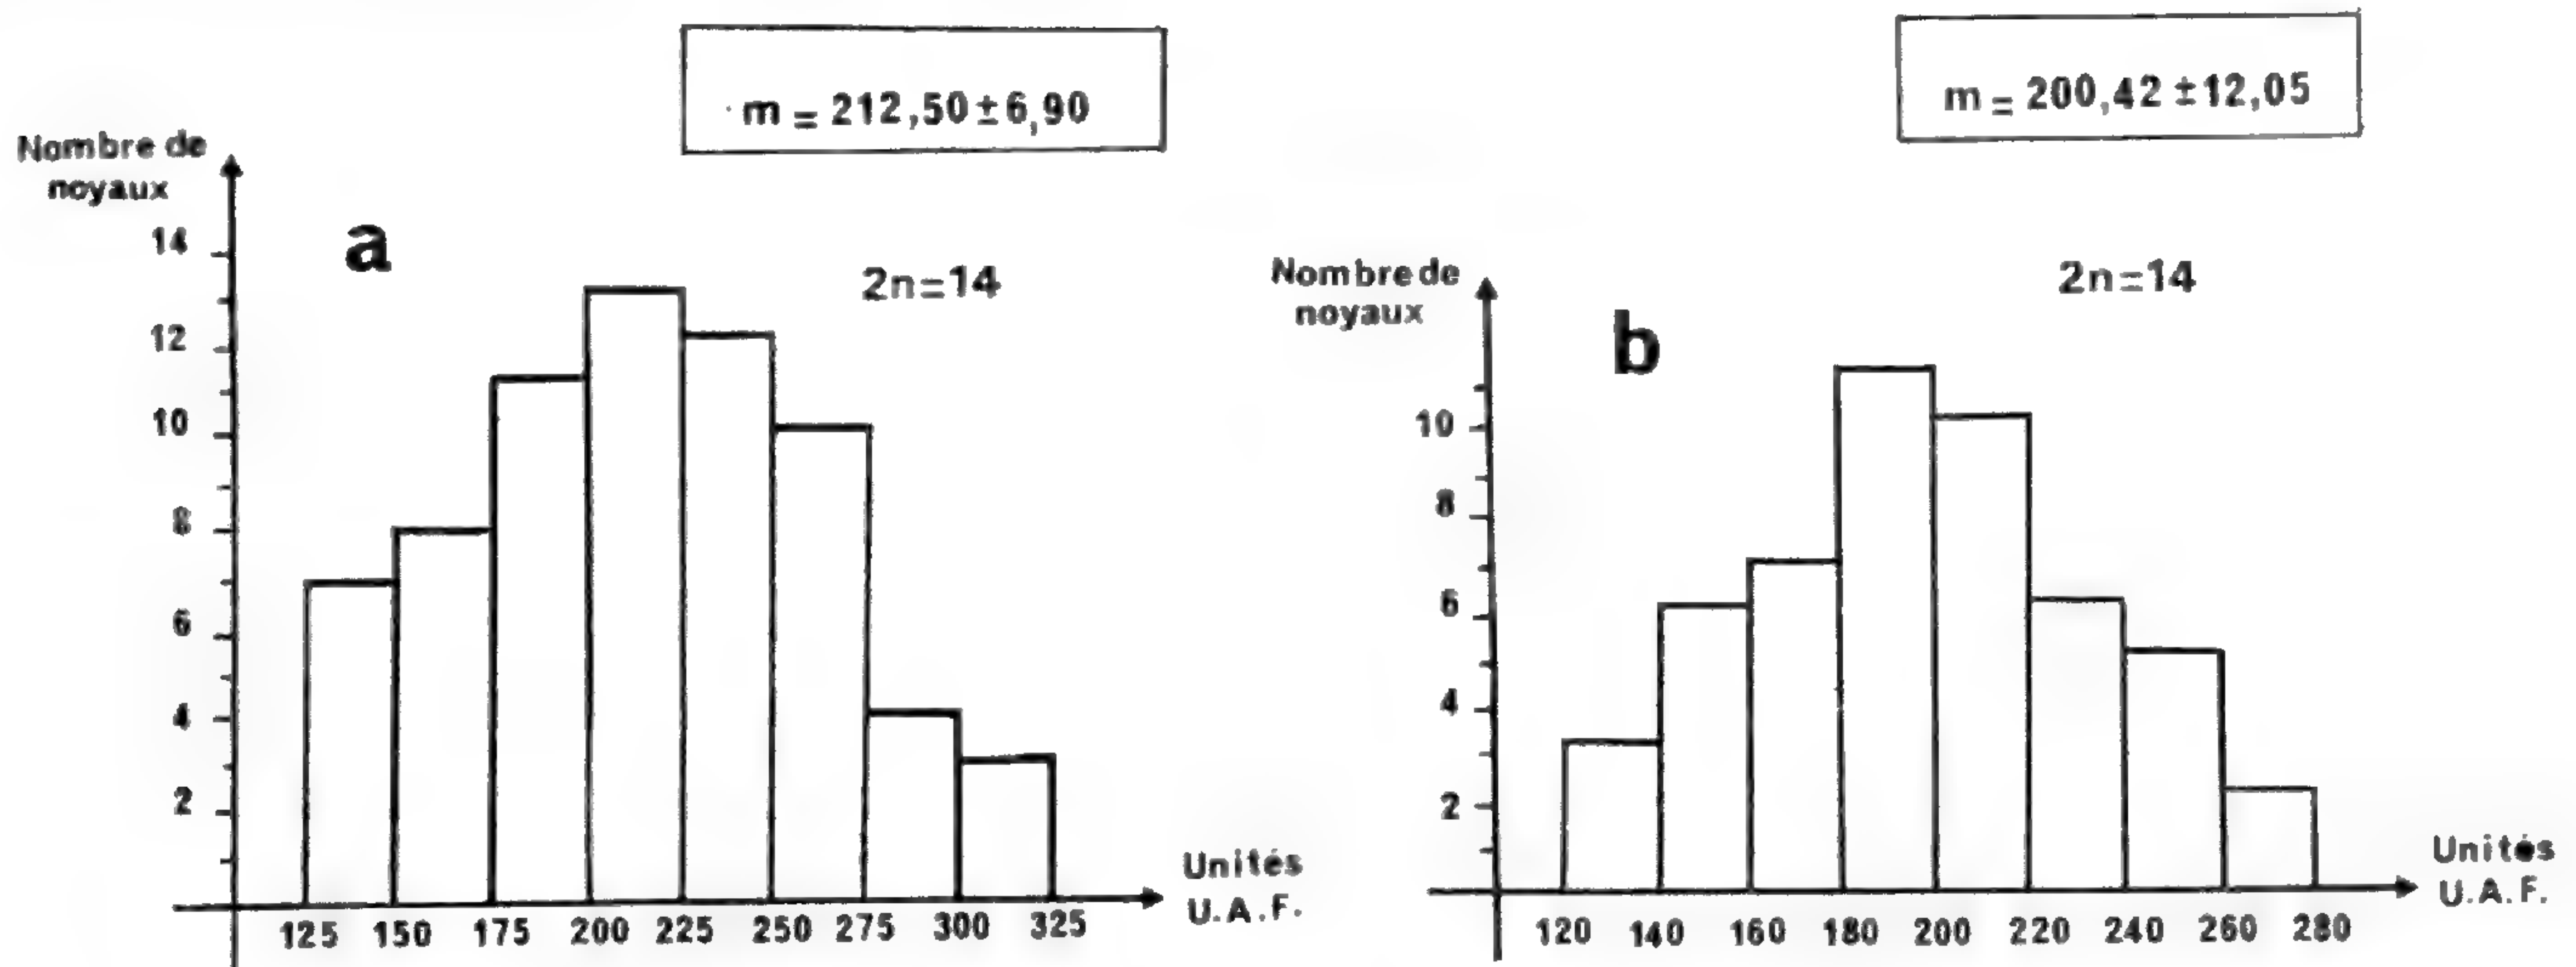 m = 212,50 ± 6,90
Nombre de
noyaux
a
2n=14
14
12
10
8
6
4
2
125 150 175 200 225 250 275 300 325
Unités
U.A.F.
m = 200,42 ± 12,05
Nombre de
noyaux
b
2n=14
10
8
6
4
2
120 140 160 180 200 220 240 260 280
Unités
U.A.F.